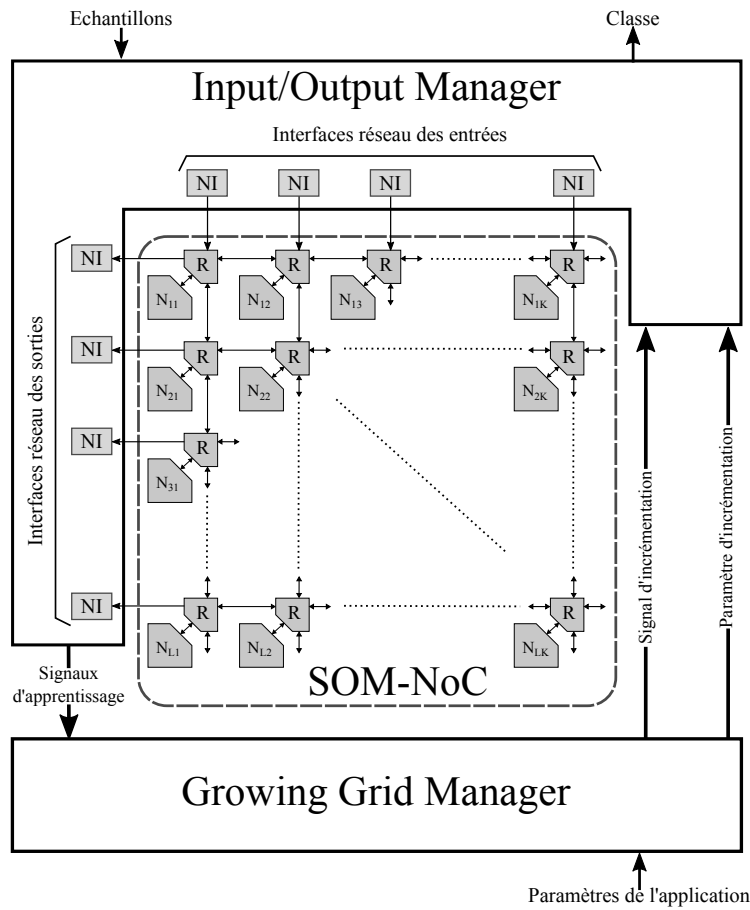 Echantillons
Classe
Input/Output Manager
Interfaces réseau des entrées
NI
NI
NI
NI
Interfaces réseau des sorties
NI
R
R
R
R
N11
N12
N13
N1K
NI
R
R
R
N21
N22
N2K
NI
R
N31
NI
R
R
R
NL1
NL2
NLK
SOM-NoC
Signal d'incrémentation
Paramètre d'incrémentation
Signaux
d'apprentissage
Growing Grid Manager
Paramètres de l'application